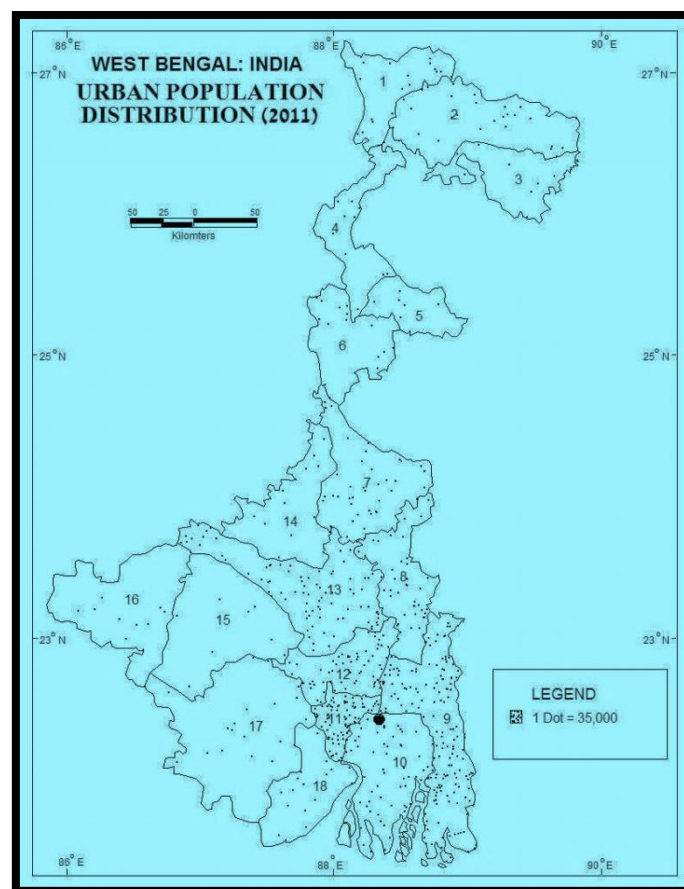 86°E
88°E
90°E
27°N
27°N
WEST BENGAL: INDIA
URBAN POPULATION
DISTRIBUTION (2011)
50 25 0 50
Kilomters
1
2
3
4
5
25°N
25°N
6
7
14
13
8
16
15
23°N
23°N
12
11
9
17
10
18
LEGEND
1 Dot = 35,000
86°E
88°E
90°E